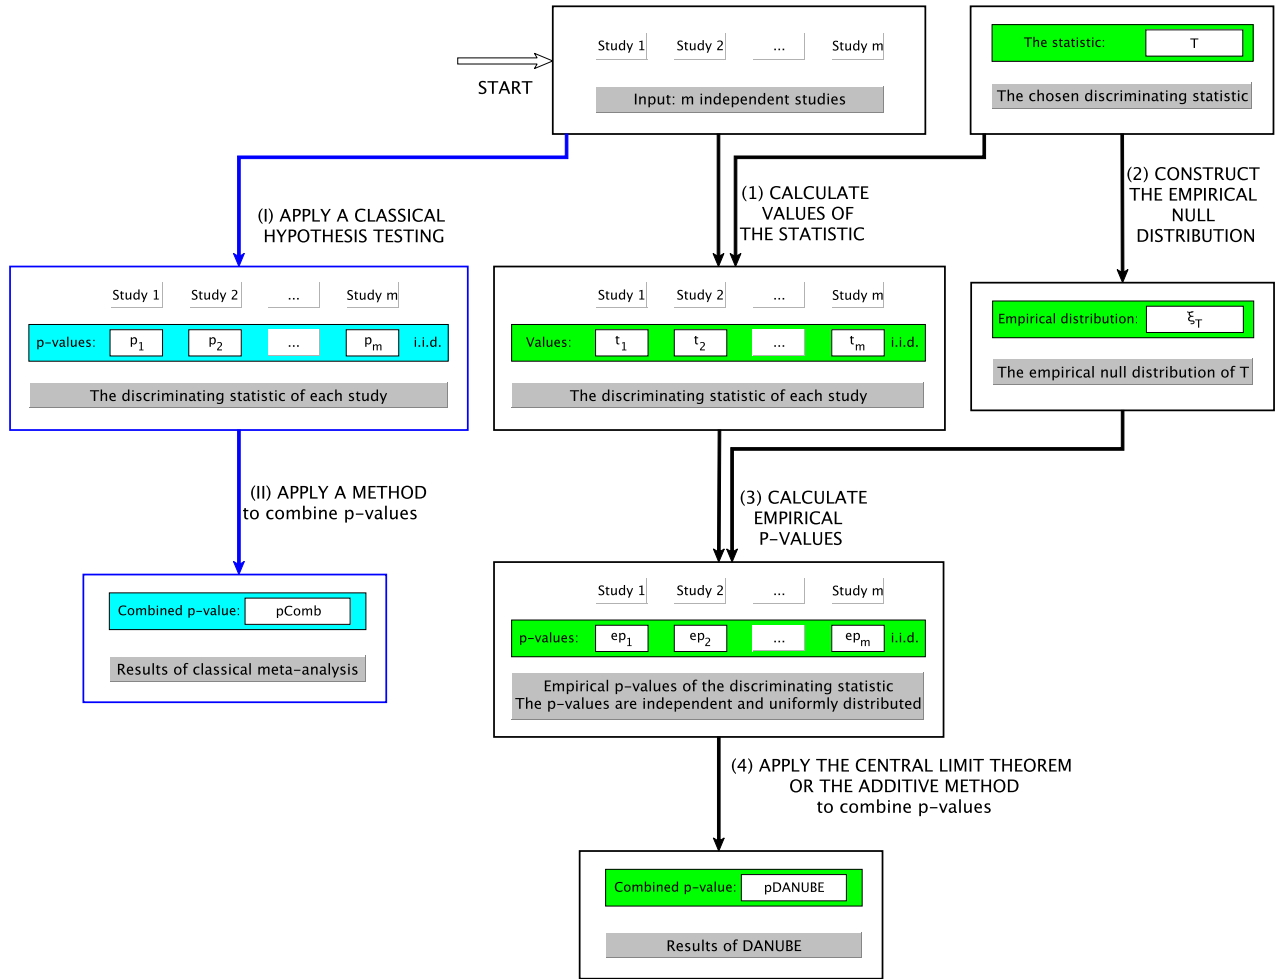 START
Study 1 Study 2 ... Study m
Input: m independent studies
The statistic: T
The chosen discriminating statistic
(I) APPLY A CLASSICAL
HYPOTHESIS TESTING
(1) CALCULATE
VALUES OF
THE STATISTIC
(2) CONSTRUCT
THE EMPIRICAL
NULL
DISTRIBUTION
Study 1 Study 2 ... Study m
p-values: p1 p2 ... pm i.i.d.
The discriminating statistic of each study
Study 1 Study 2 ... Study m
Values: t1 t2 ... tm i.i.d.
The discriminating statistic of each study
Empirical distribution: ξT
The empirical null distribution of T
(II) APPLY A METHOD
to combine p-values
(3) CALCULATE
EMPIRICAL
P-VALUES
Combined p-value: pComb
Results of classical meta-analysis
Study 1 Study 2 ... Study m
p-values: ep1 ep2 ... epm i.i.d.
Empirical p-values of the discriminating statistic
The p-values are independent and uniformly distributed
(4) APPLY THE CENTRAL LIMIT THEOREM
OR THE ADDITIVE METHOD
to combine p-values
Combined p-value: pDANUBE
Results of DANUBE